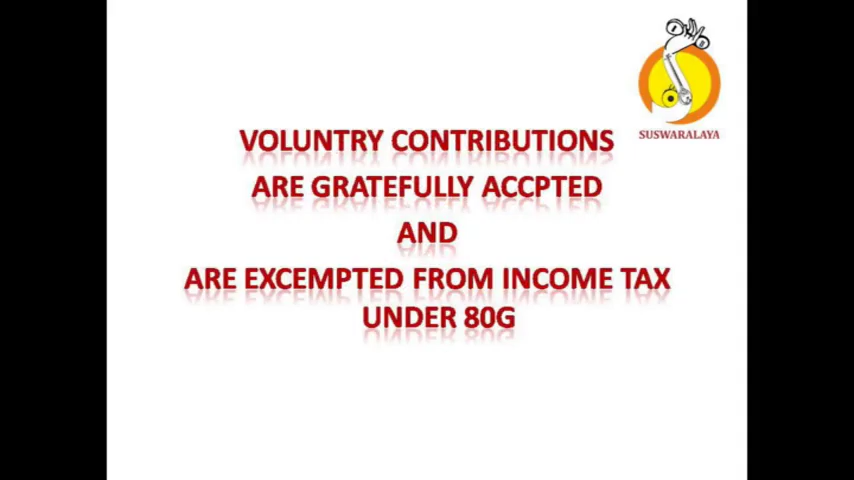 SUSWARALAYA
VOLUNTRY CONTRIBUTIONS
ARE GRATEFULLY ACCPTED
AND
ARE EXCEMPTED FROM INCOME TAX
UNDER 80G